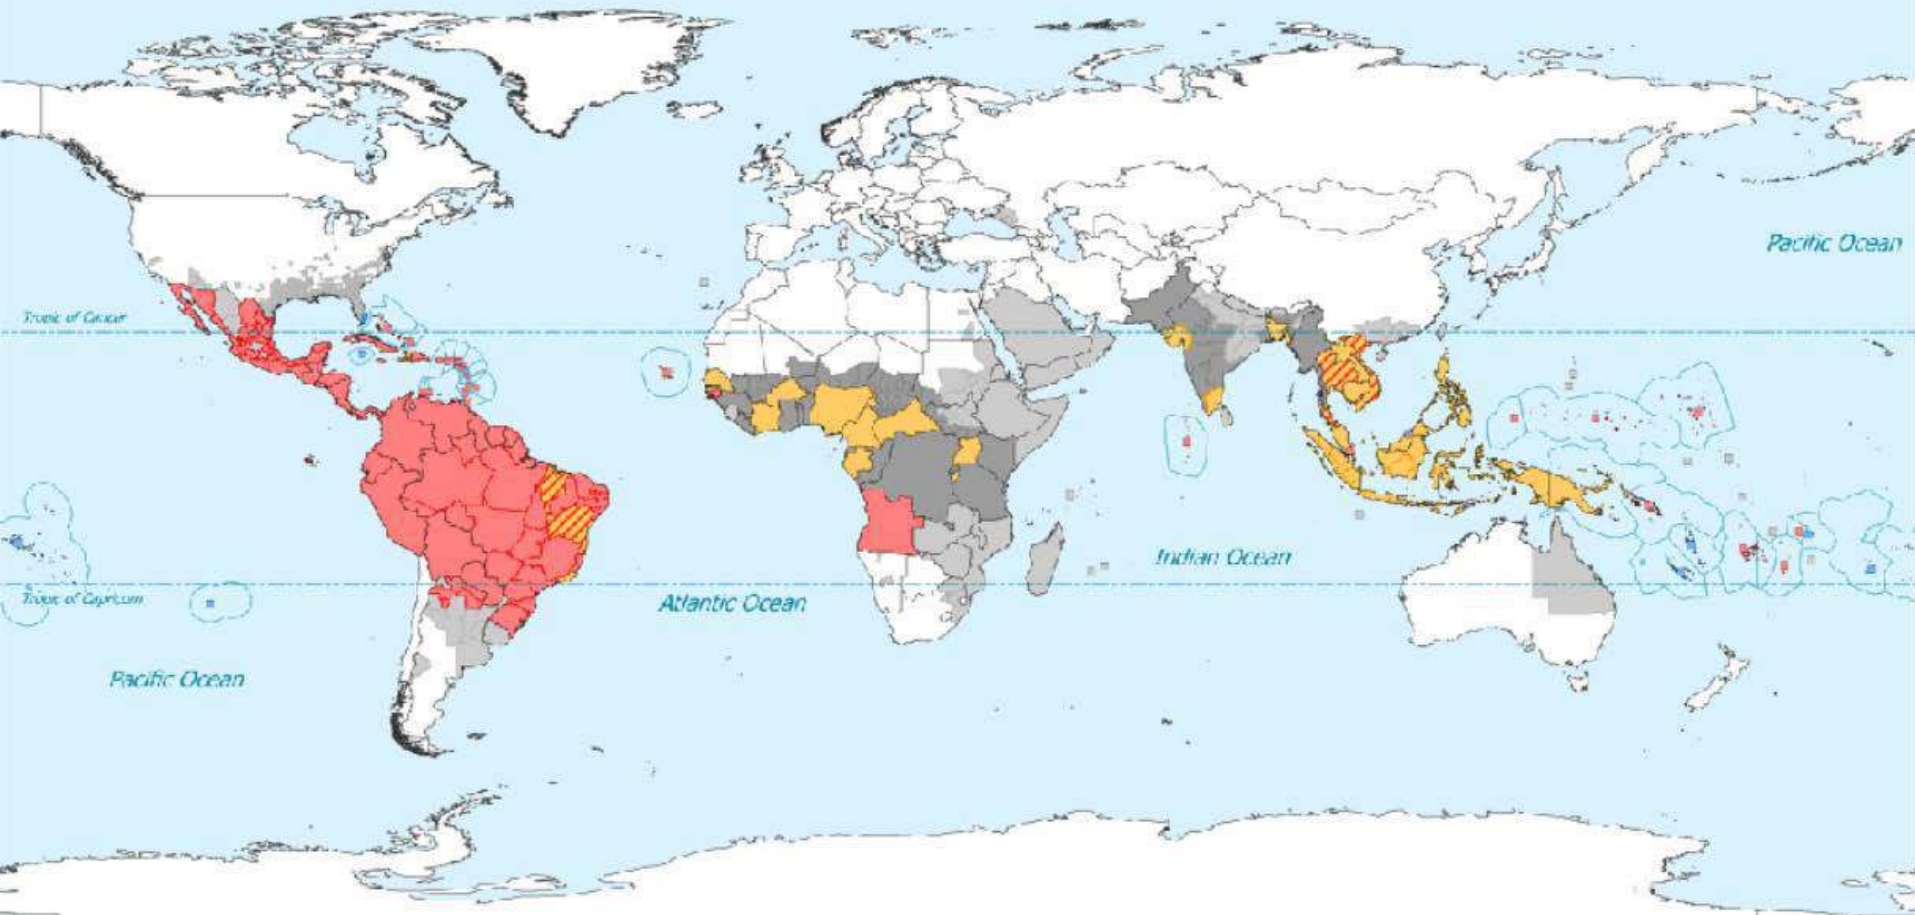 Pacific Ocean
Tropic of Cancer
Indian Ocean
Tropic of Capricorn
Atlantic Ocean
Pacific Ocean